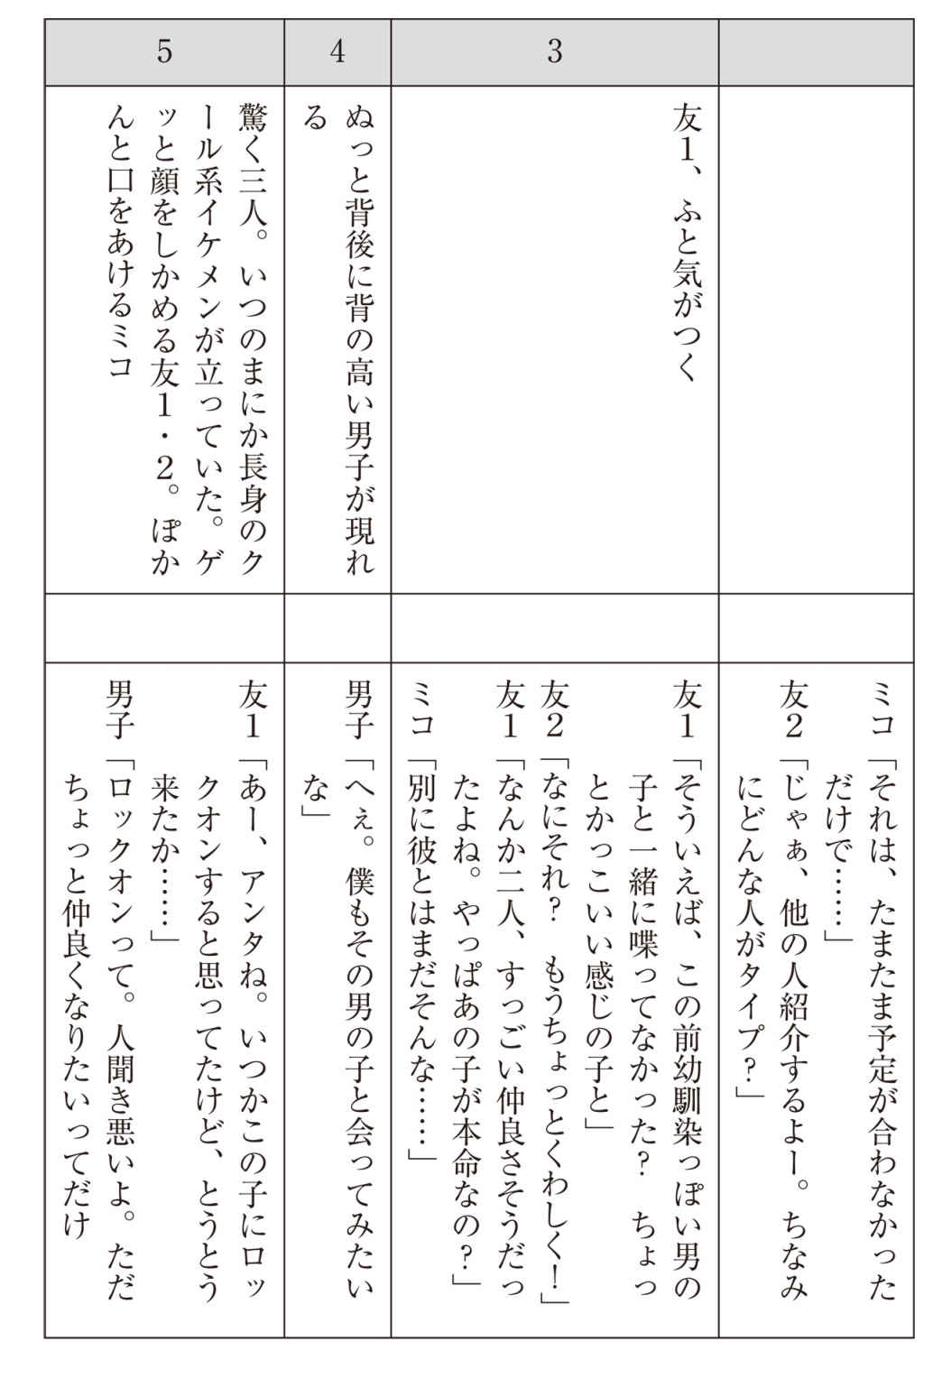 ミコ「それは、たまたま予定が合わなかった
だけで……」
友2「じゃぁ、他の人紹介するよー。ちなみ
にどんな人がタイプ?」
3
友1、ふと気がつく
友1「そういえば、この前幼馴染っぽい男の
子と一緒に喋ってなかった? ちょっ
とかっこいい感じの子と」
友2「なにそれ? もうちょっとくわしく!」
友1「なんか二人、すっごい仲良さそうだっ
たよね。やっぱあの子が本命なの?」
ミコ「別に彼とはまだそんな……」
4
ぬっと背後に背の高い男子が現れ
る
男子「へぇ。僕もその男の子と会ってみたい
な」
5
驚く三人。いつのまにか長身のク
ール系イケメンが立っていた。ゲ
ッと顔をしかめる友1・2。ぽか
んと口をあけるミコ
友1「あー、アンタね。いつかこの子にロッ
クオンすると思ってたけど、とうとう
来たか……」
男子「ロックオンって。人聞き悪いよ。ただ
ちょっと仲良くなりたいってだけ